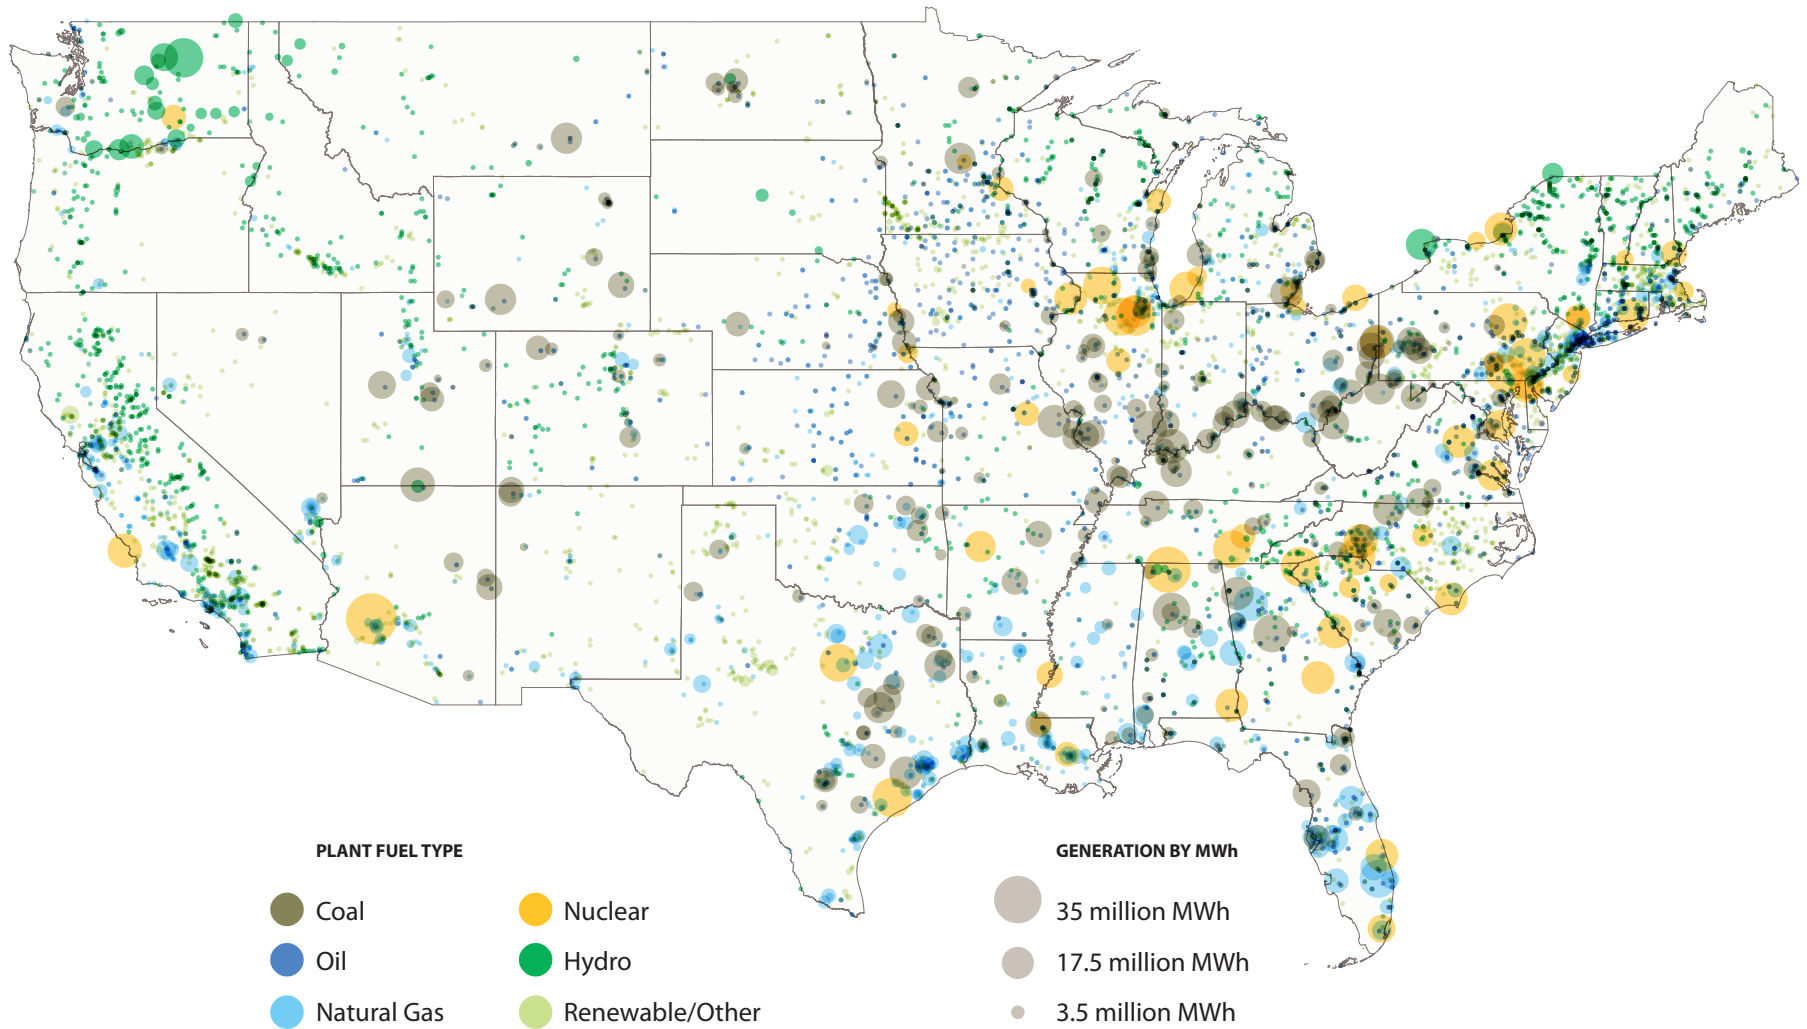 PLANT FUEL TYPE
Coal
Oil
Natural Gas
Nuclear
Hydro
Renewable/Other
GENERATION BY MWh
35 million MWh
17.5 million MWh
3.5 million MWh